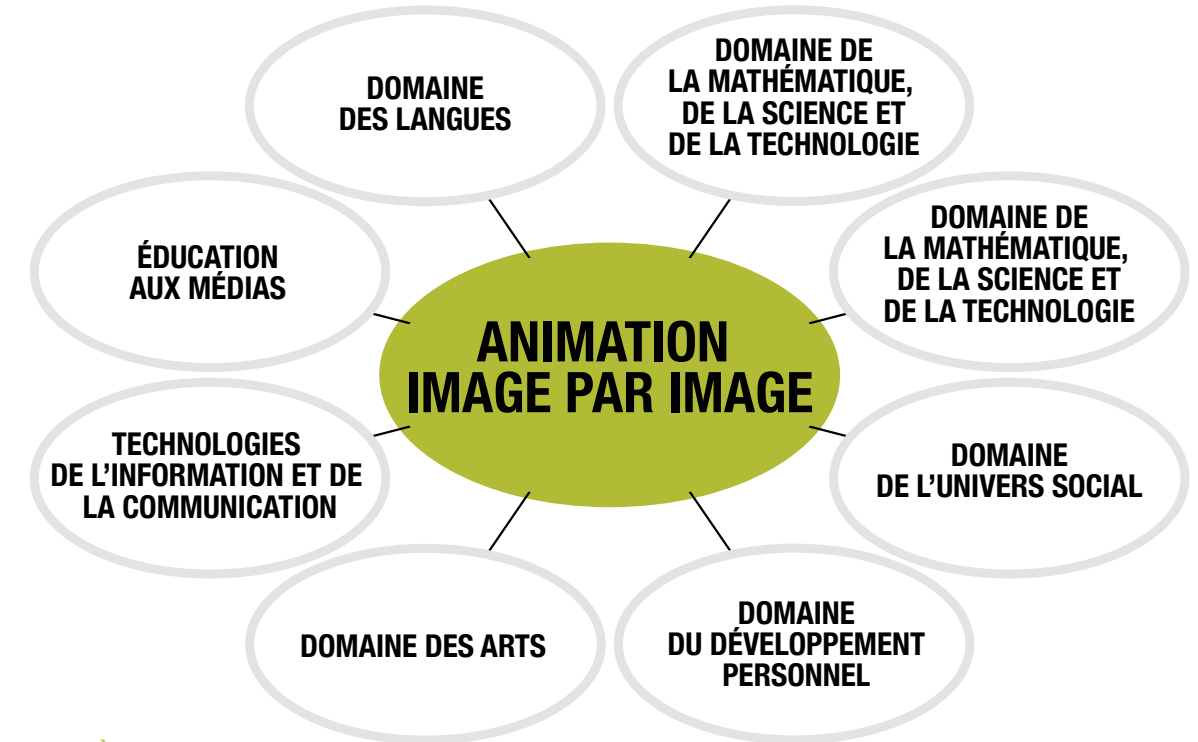 DOMAINE
DES LANGUES
DOMAINE DE
LA MATHÉMATIQUE,
DE LA SCIENCE ET
DE LA TECHNOLOGIE
DOMAINE DE
LA MATHÉMATIQUE,
DE LA SCIENCE ET
DE LA TECHNOLOGIE
ÉDUCATION
AUX MÉDIAS
ANIMATION
IMAGE PAR IMAGE
TECHNOLOGIES
DE L'INFORMATION ET DE
LA COMMUNICATION
DOMAINE
DE L'UNIVERS SOCIAL
DOMAINE DES ARTS
DOMAINE
DU DÉVELOPPEMENT
PERSONNEL